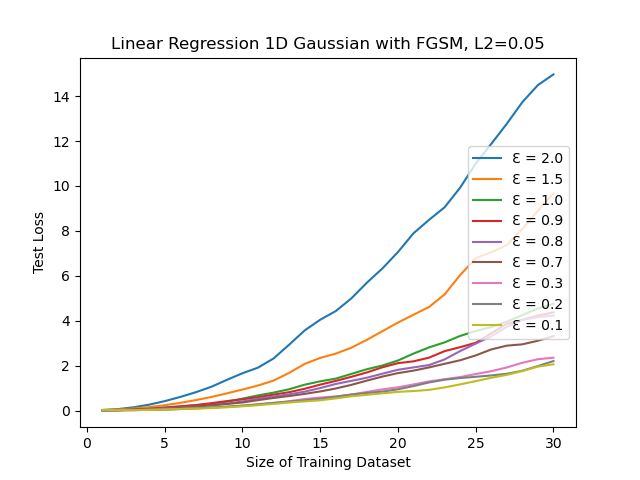 Linear Regression 1D Gaussian with FGSM, L2=0.05
Test Loss
14
12
10
8
6
4
2
0
Ɛ = 2.0
Ɛ = 1.5
Ɛ = 1.0
Ɛ = 0.9
Ɛ = 0.8
Ɛ = 0.7
Ɛ = 0.3
Ɛ = 0.2
Ɛ = 0.1
0 5 10 15 20 25 30
Size of Training Dataset